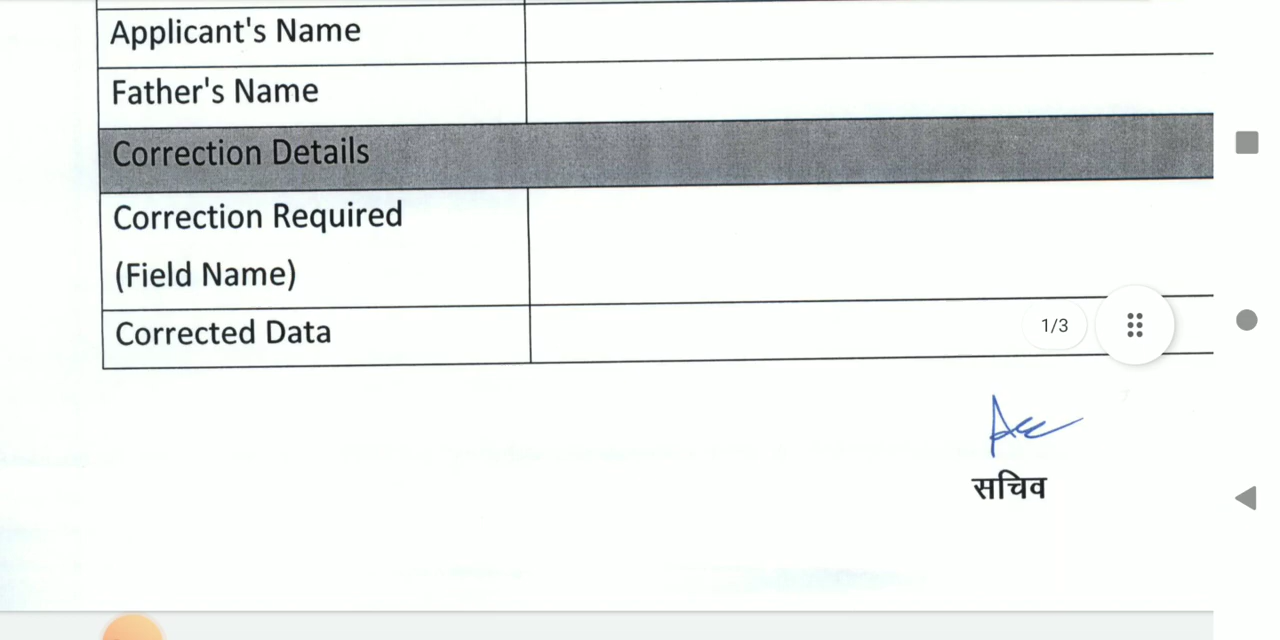 Applicant's Name
Father's Name
Correction Details
Correction Required
(Field Name)
Corrected Data
1/3
सचिव